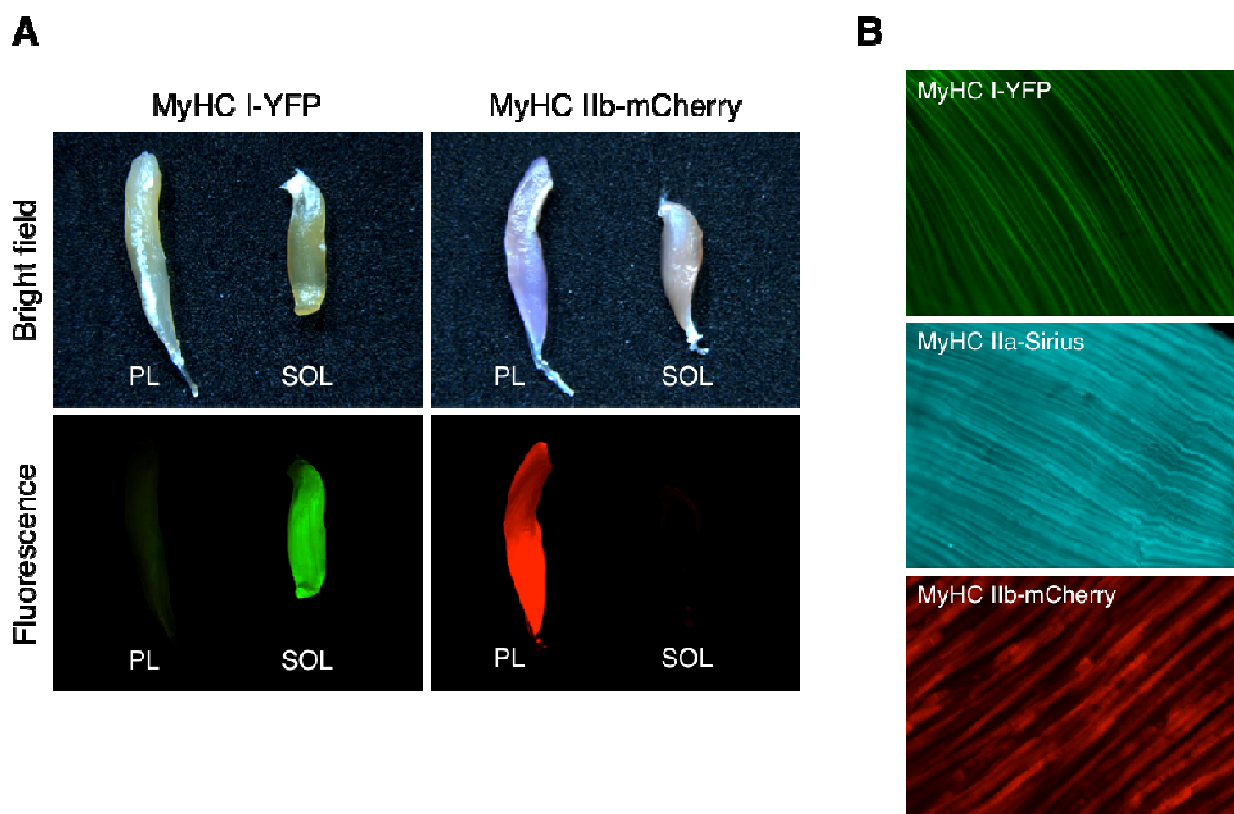 A
B
MyHC I-YFP
MyHC IIb-mCherry
Bright field
PL
SOL
PL
SOL
Fluorescence
PL
SOL
PL
SOL
MyHC I-YFP
MyHC IIa-Sirius
MyHC IIb-mCherry